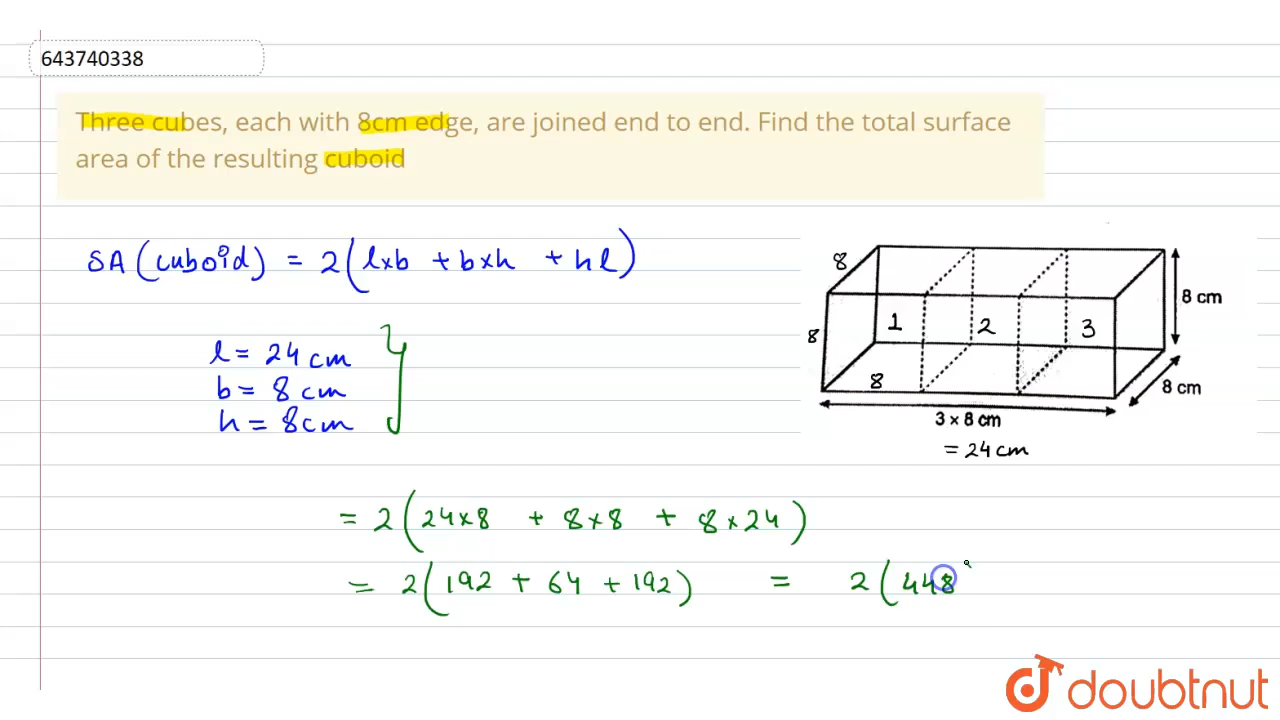 643740338
Three cubes, each with 8cm edge, are joined end to end. Find the total surface
area of the resulting cuboid
SA (cuboid) = 2(l×b + b×h + hl)
l = 24 cm
b = 8 cm
h = 8cm
8
8
8
1
2
3
8 cm
8 cm
3 × 8 cm
= 24 cm
= 2(24×8 + 8×8 + 8×24)
= 2(192 + 64 + 192) = 2(448
doubtnut